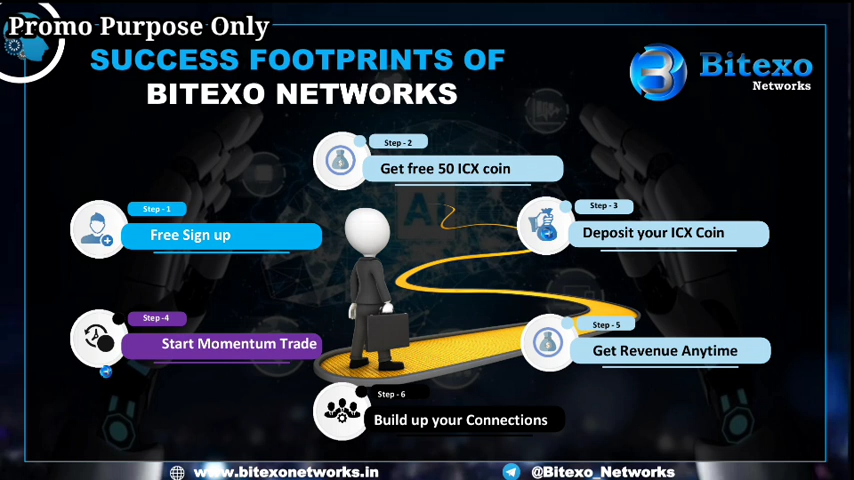 Promo Purpose Only
SUCCESS FOOTPRINTS OF
BITEXO NETWORKS
Bitexo
Networks
Step - 1
Free Sign up
Step - 2
Get free 50 ICX coin
Step - 3
Deposit your ICX Coin
Step -4
Start Momentum Trade
Step - 5
Get Revenue Anytime
Step - 6
Build up your Connections
www.bitexonetworks.in
@Bitexo_Networks